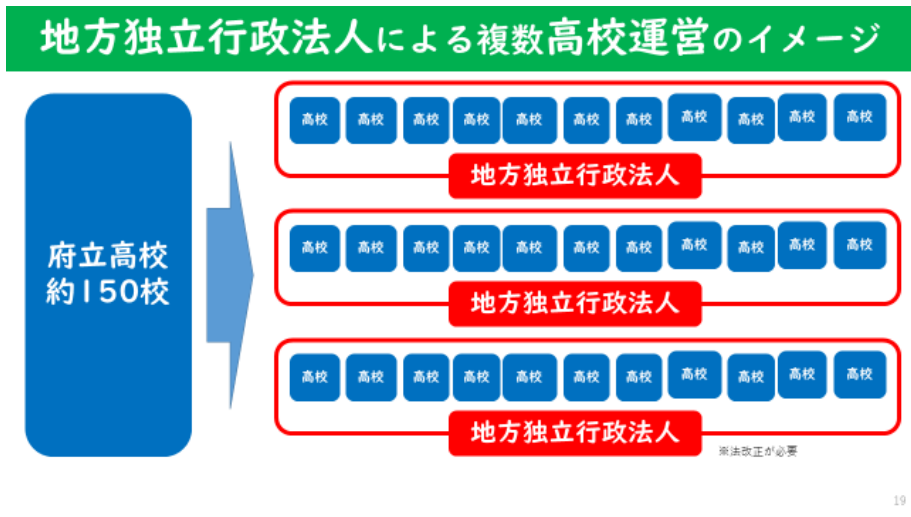 地方独立行政法人による複数高校運営のイメージ
府立高校
約150校
高校 高校 高校 高校 高校 高校 高校 高校 高校 高校 高校
地方独立行政法人
高校 高校 高校 高校 高校 高校 高校 高校 高校 高校 高校
地方独立行政法人
高校 高校 高校 高校 高校 高校 高校 高校 高校 高校 高校
地方独立行政法人
※法改正が必要
19